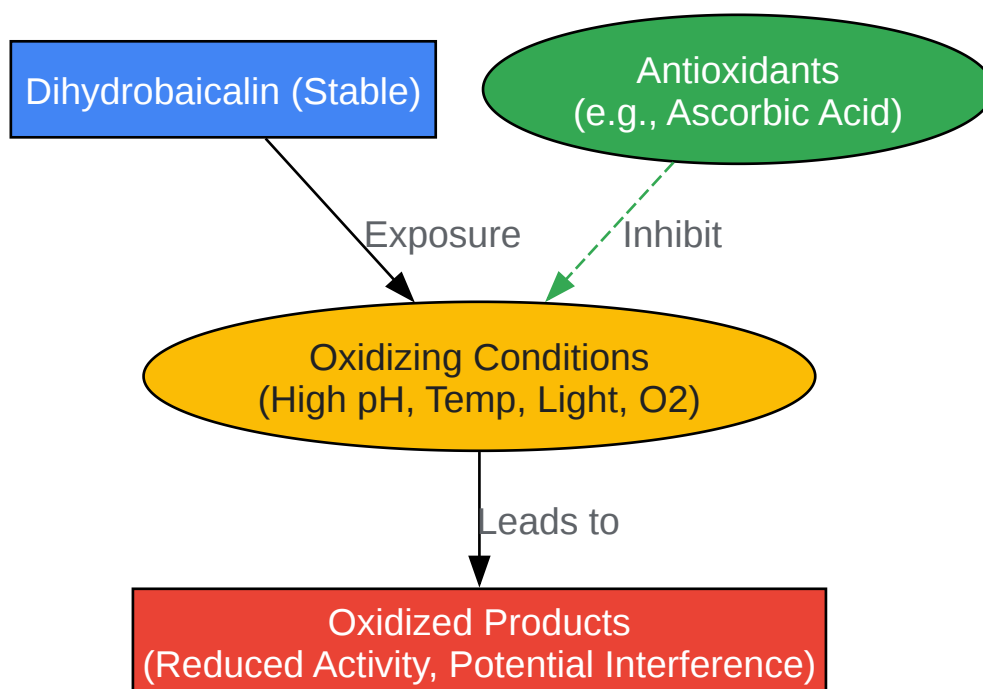 Dihydrobaicalin (Stable)
Antioxidants
(e.g., Ascorbic Acid)
Exposure
Inhibit
Oxidizing Conditions
(High pH, Temp, Light, O2)
Leads to
Oxidized Products
(Reduced Activity, Potential Interference)